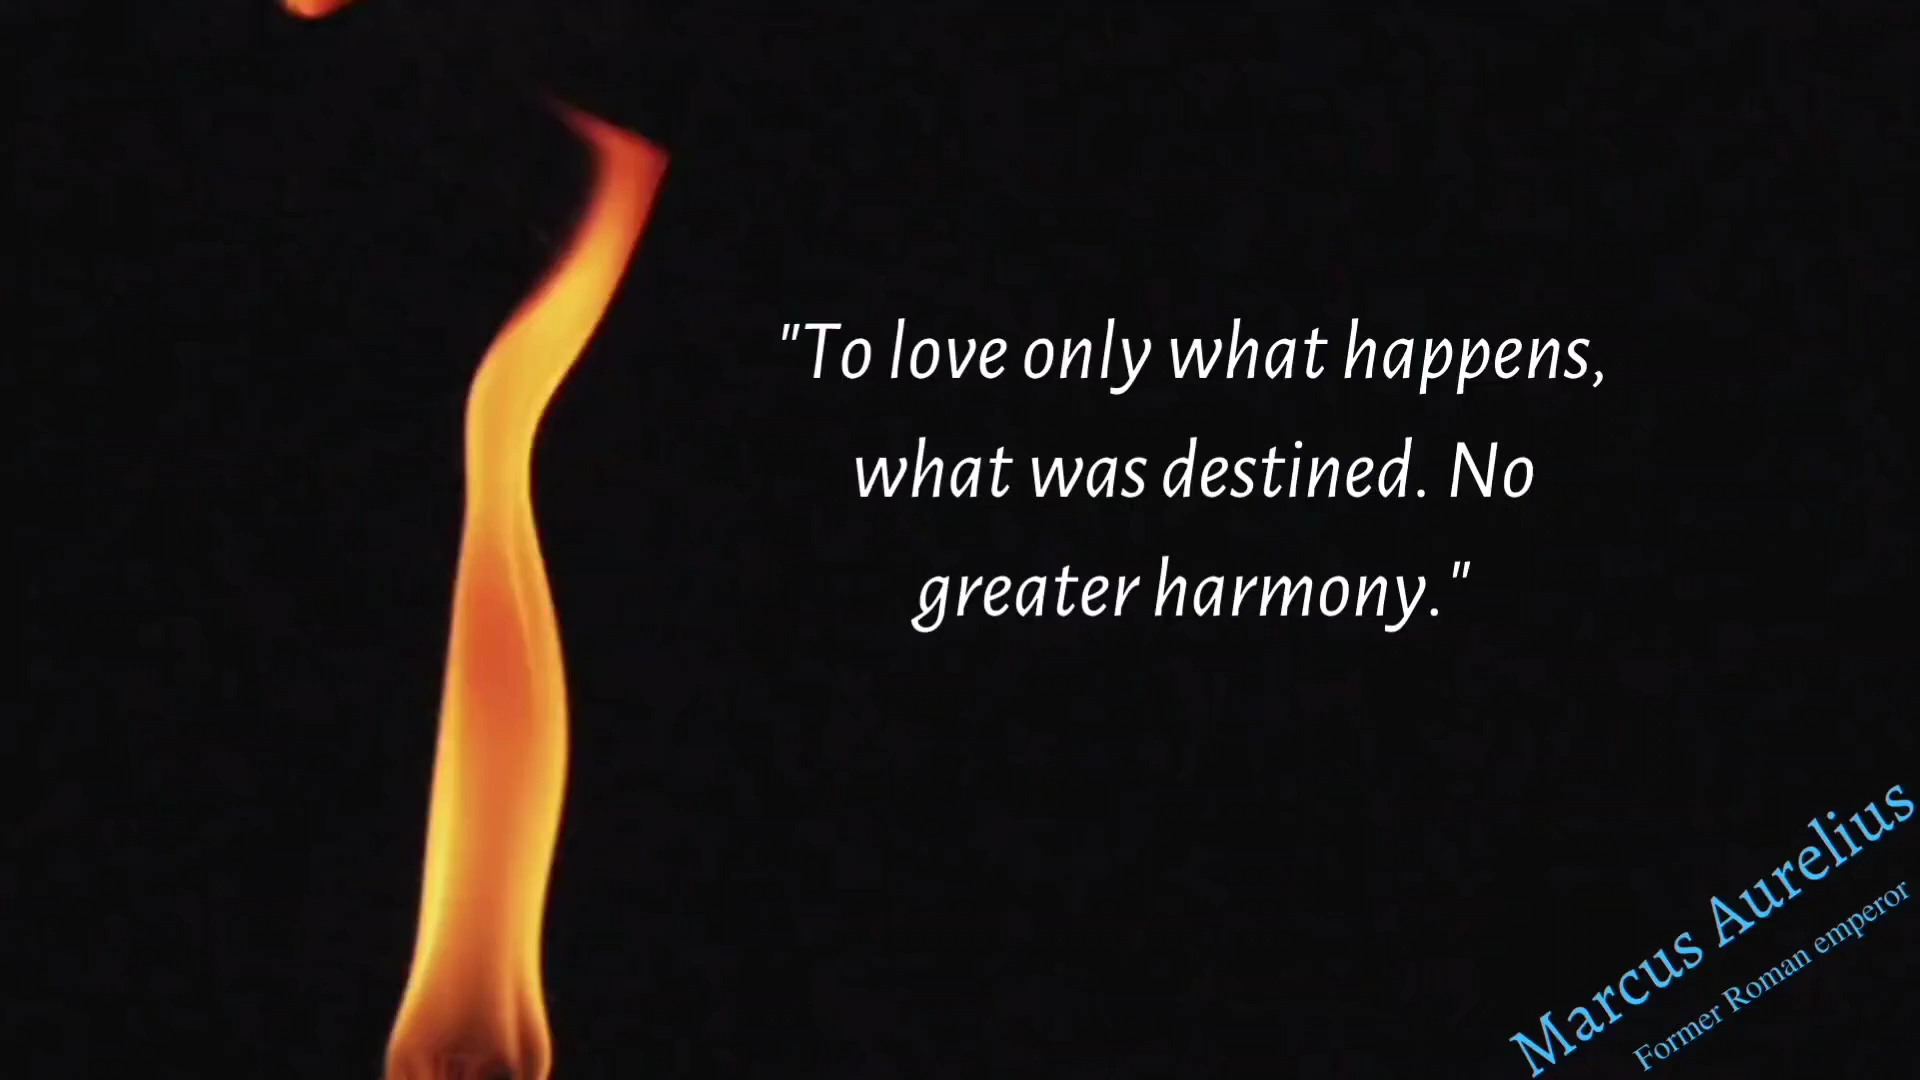 "To love only what happens,
what was destined. No
greater harmony."
Marcus Aurelius
Former Roman emperor